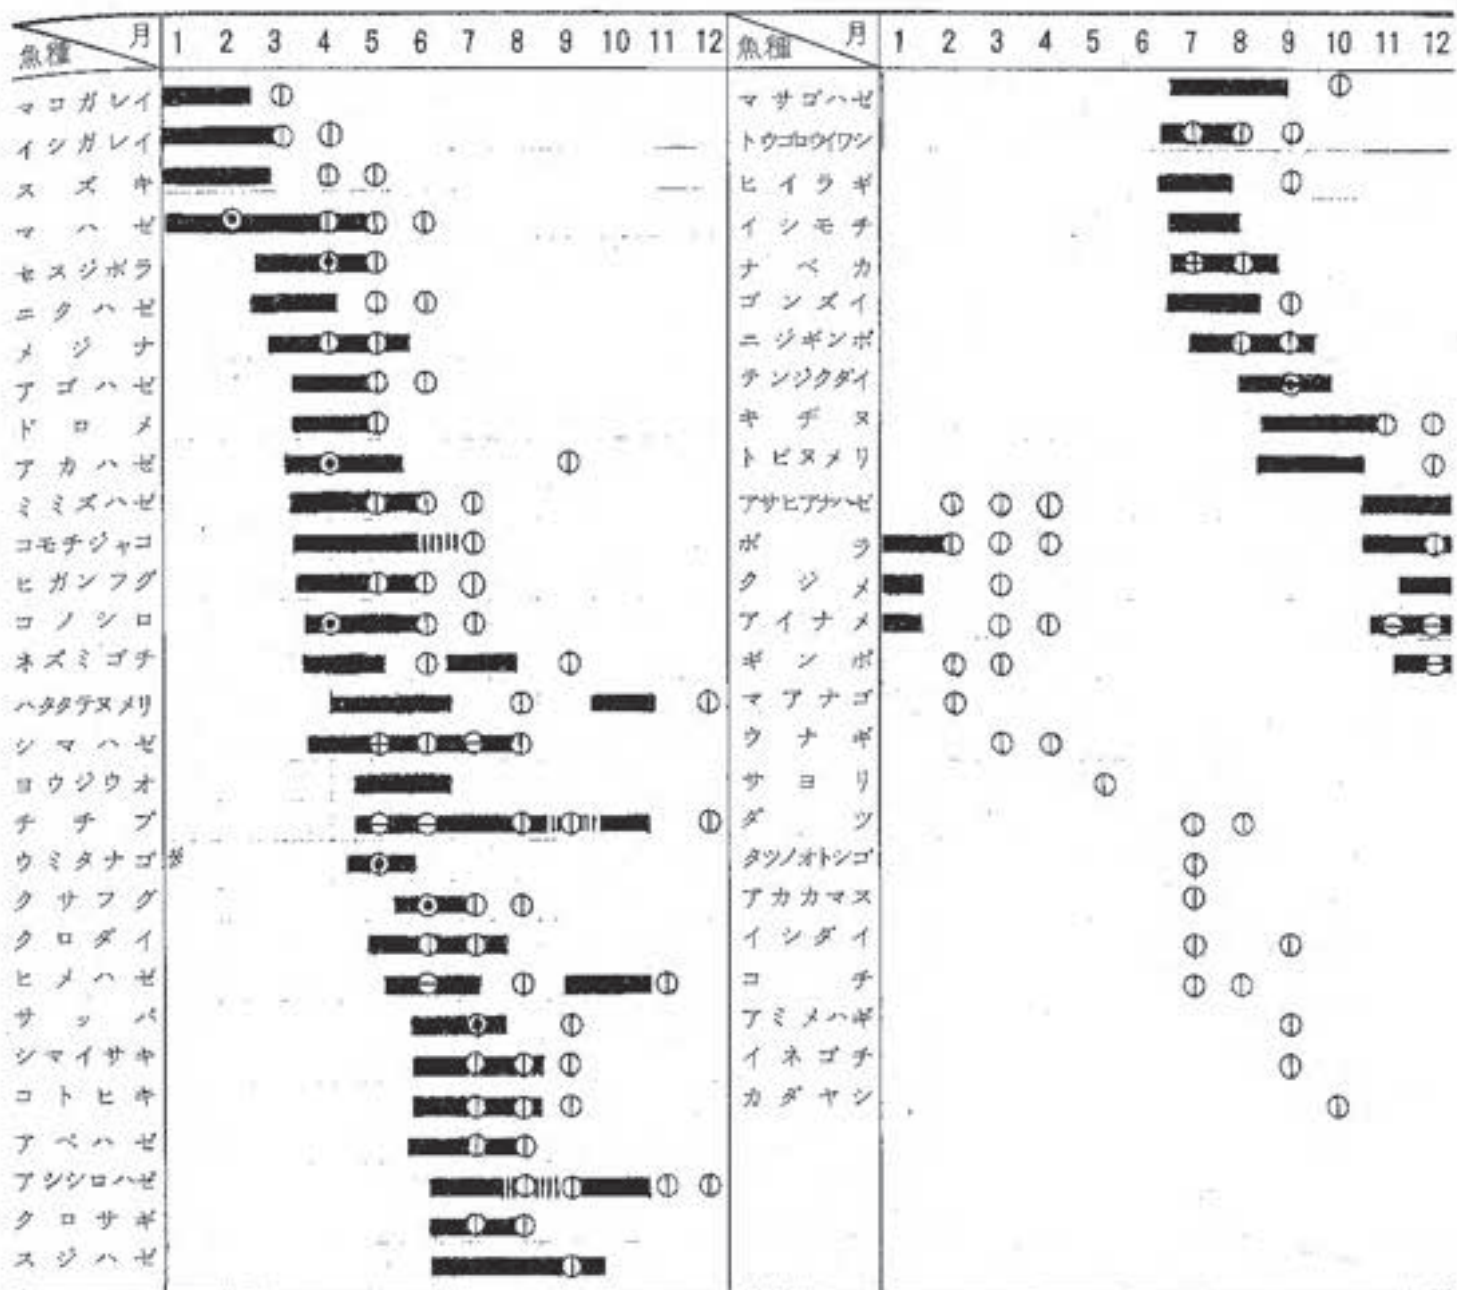 魚種 月 1 2 3 4 5 6 7 8 9 10 11 12
マコガレイ
イシガレイ
スズキ
マハゼ
セスジボラ
ニクハゼ
メジナ
アゴハゼ
ドロメ
アカハゼ
ミミズハゼ
コモチジャコ
ヒガンフグ
コノシロ
ネズミゴチ
ハタタテヌメリ
シマハゼ
ヨウジウオ
チチブ
ウミタナゴ
クサフグ
クロダイ
ヒメハゼ
サッパ
シマイサキ
コトヒキ
アベハゼ
アシシロハゼ
クロサギ
スジハゼ
魚種 月 1 2 3 4 5 6 7 8 9 10 11 12
マサゴハゼ
トウゴロウイワシ
ヒイラギ
イシモチ
ナベカ
ゴンズイ
ニジギンポ
テンジクダイ
キチヌ
トビヌメリ
アサヒアナハゼ
ボラ
クジメ
アイナメ
ギンポ
マアナゴ
ウナギ
サヨリ
ダツ
タツノオトシゴ
アカカマス
イシダイ
コチ
アミメハギ
イネゴチ
カダヤシ